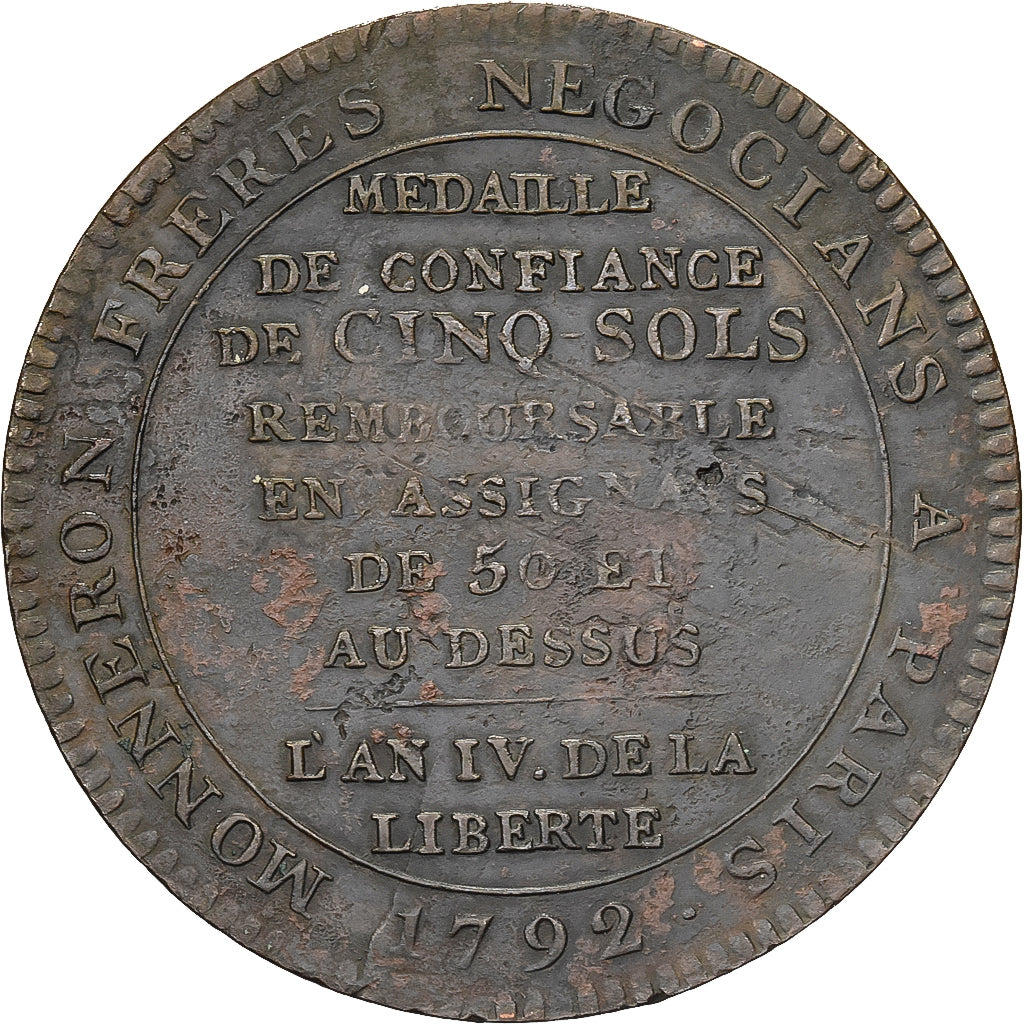 MONNERON FRERES NEGOCIANS A PARIS.
1792.
MEDAILLE
DE CONFIANCE
DE CINQ-SOLS
REMBOURSABLE
EN ASSIGNATS
DE 50 ET
AU DESSUS
L'AN IV. DE LA
LIBERTE